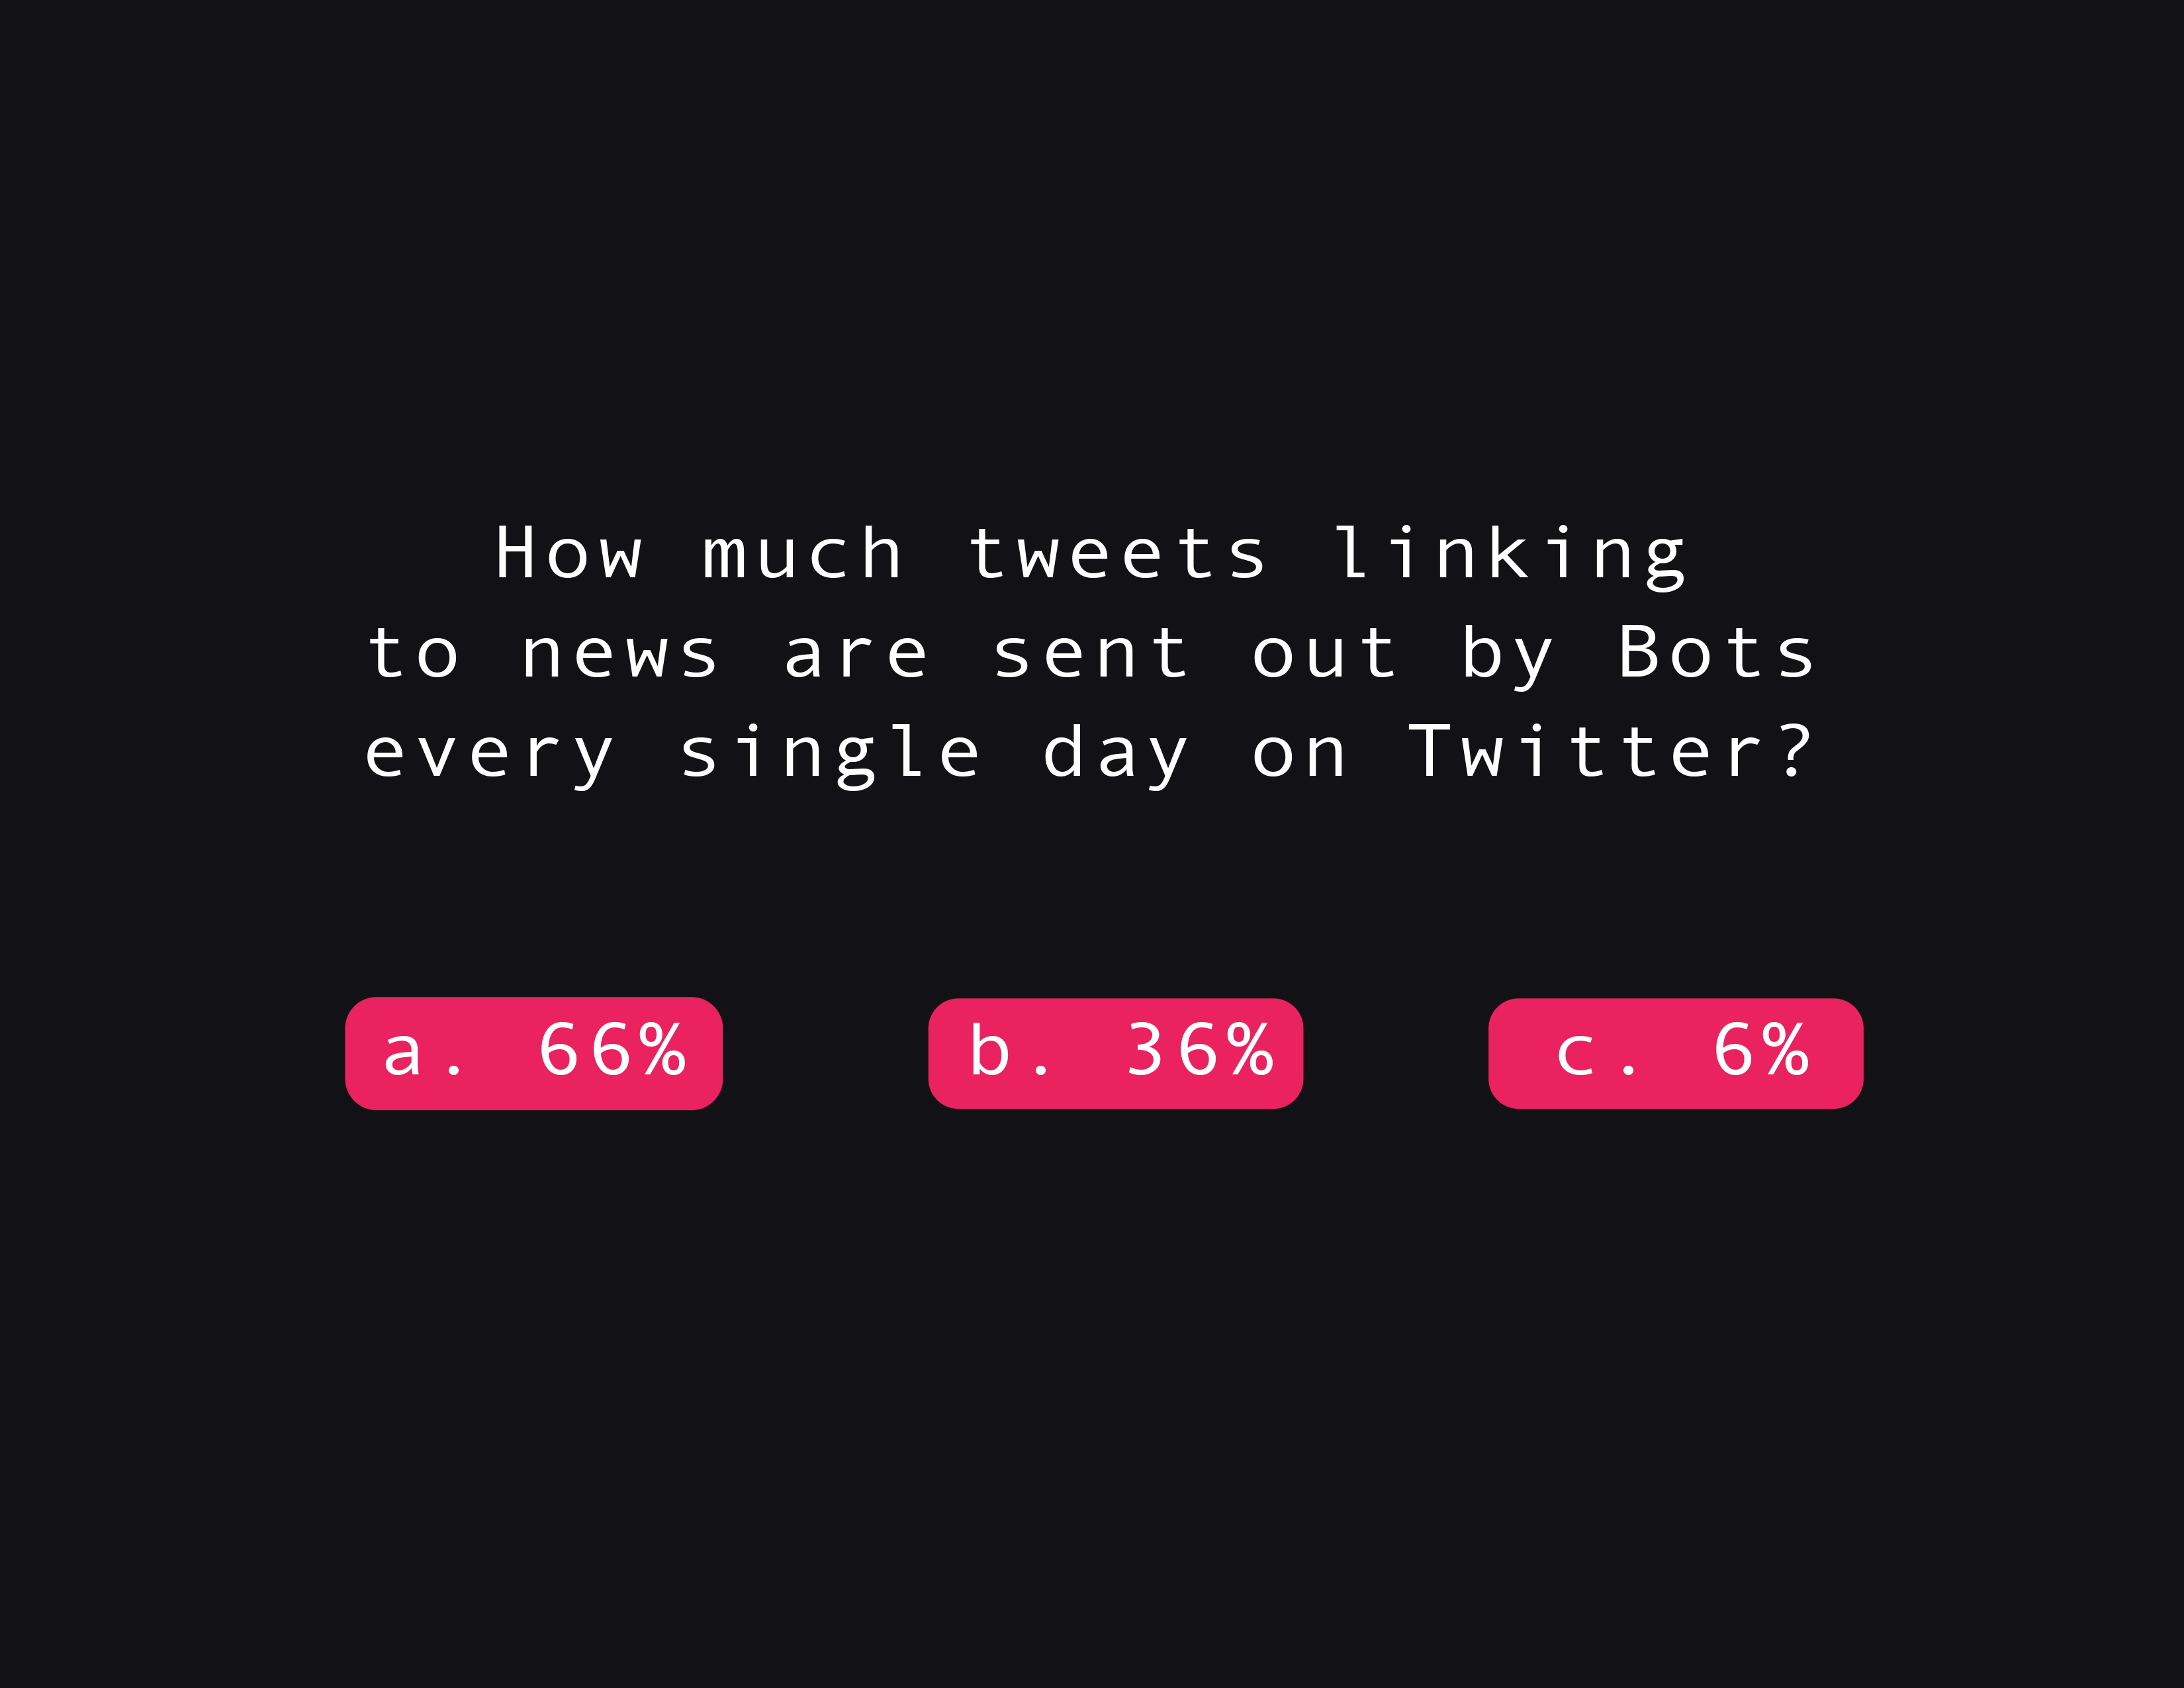 How much tweets linking
to news are sent out by Bots
every single day on Twitter?
a. 66% b. 36% c. 6%